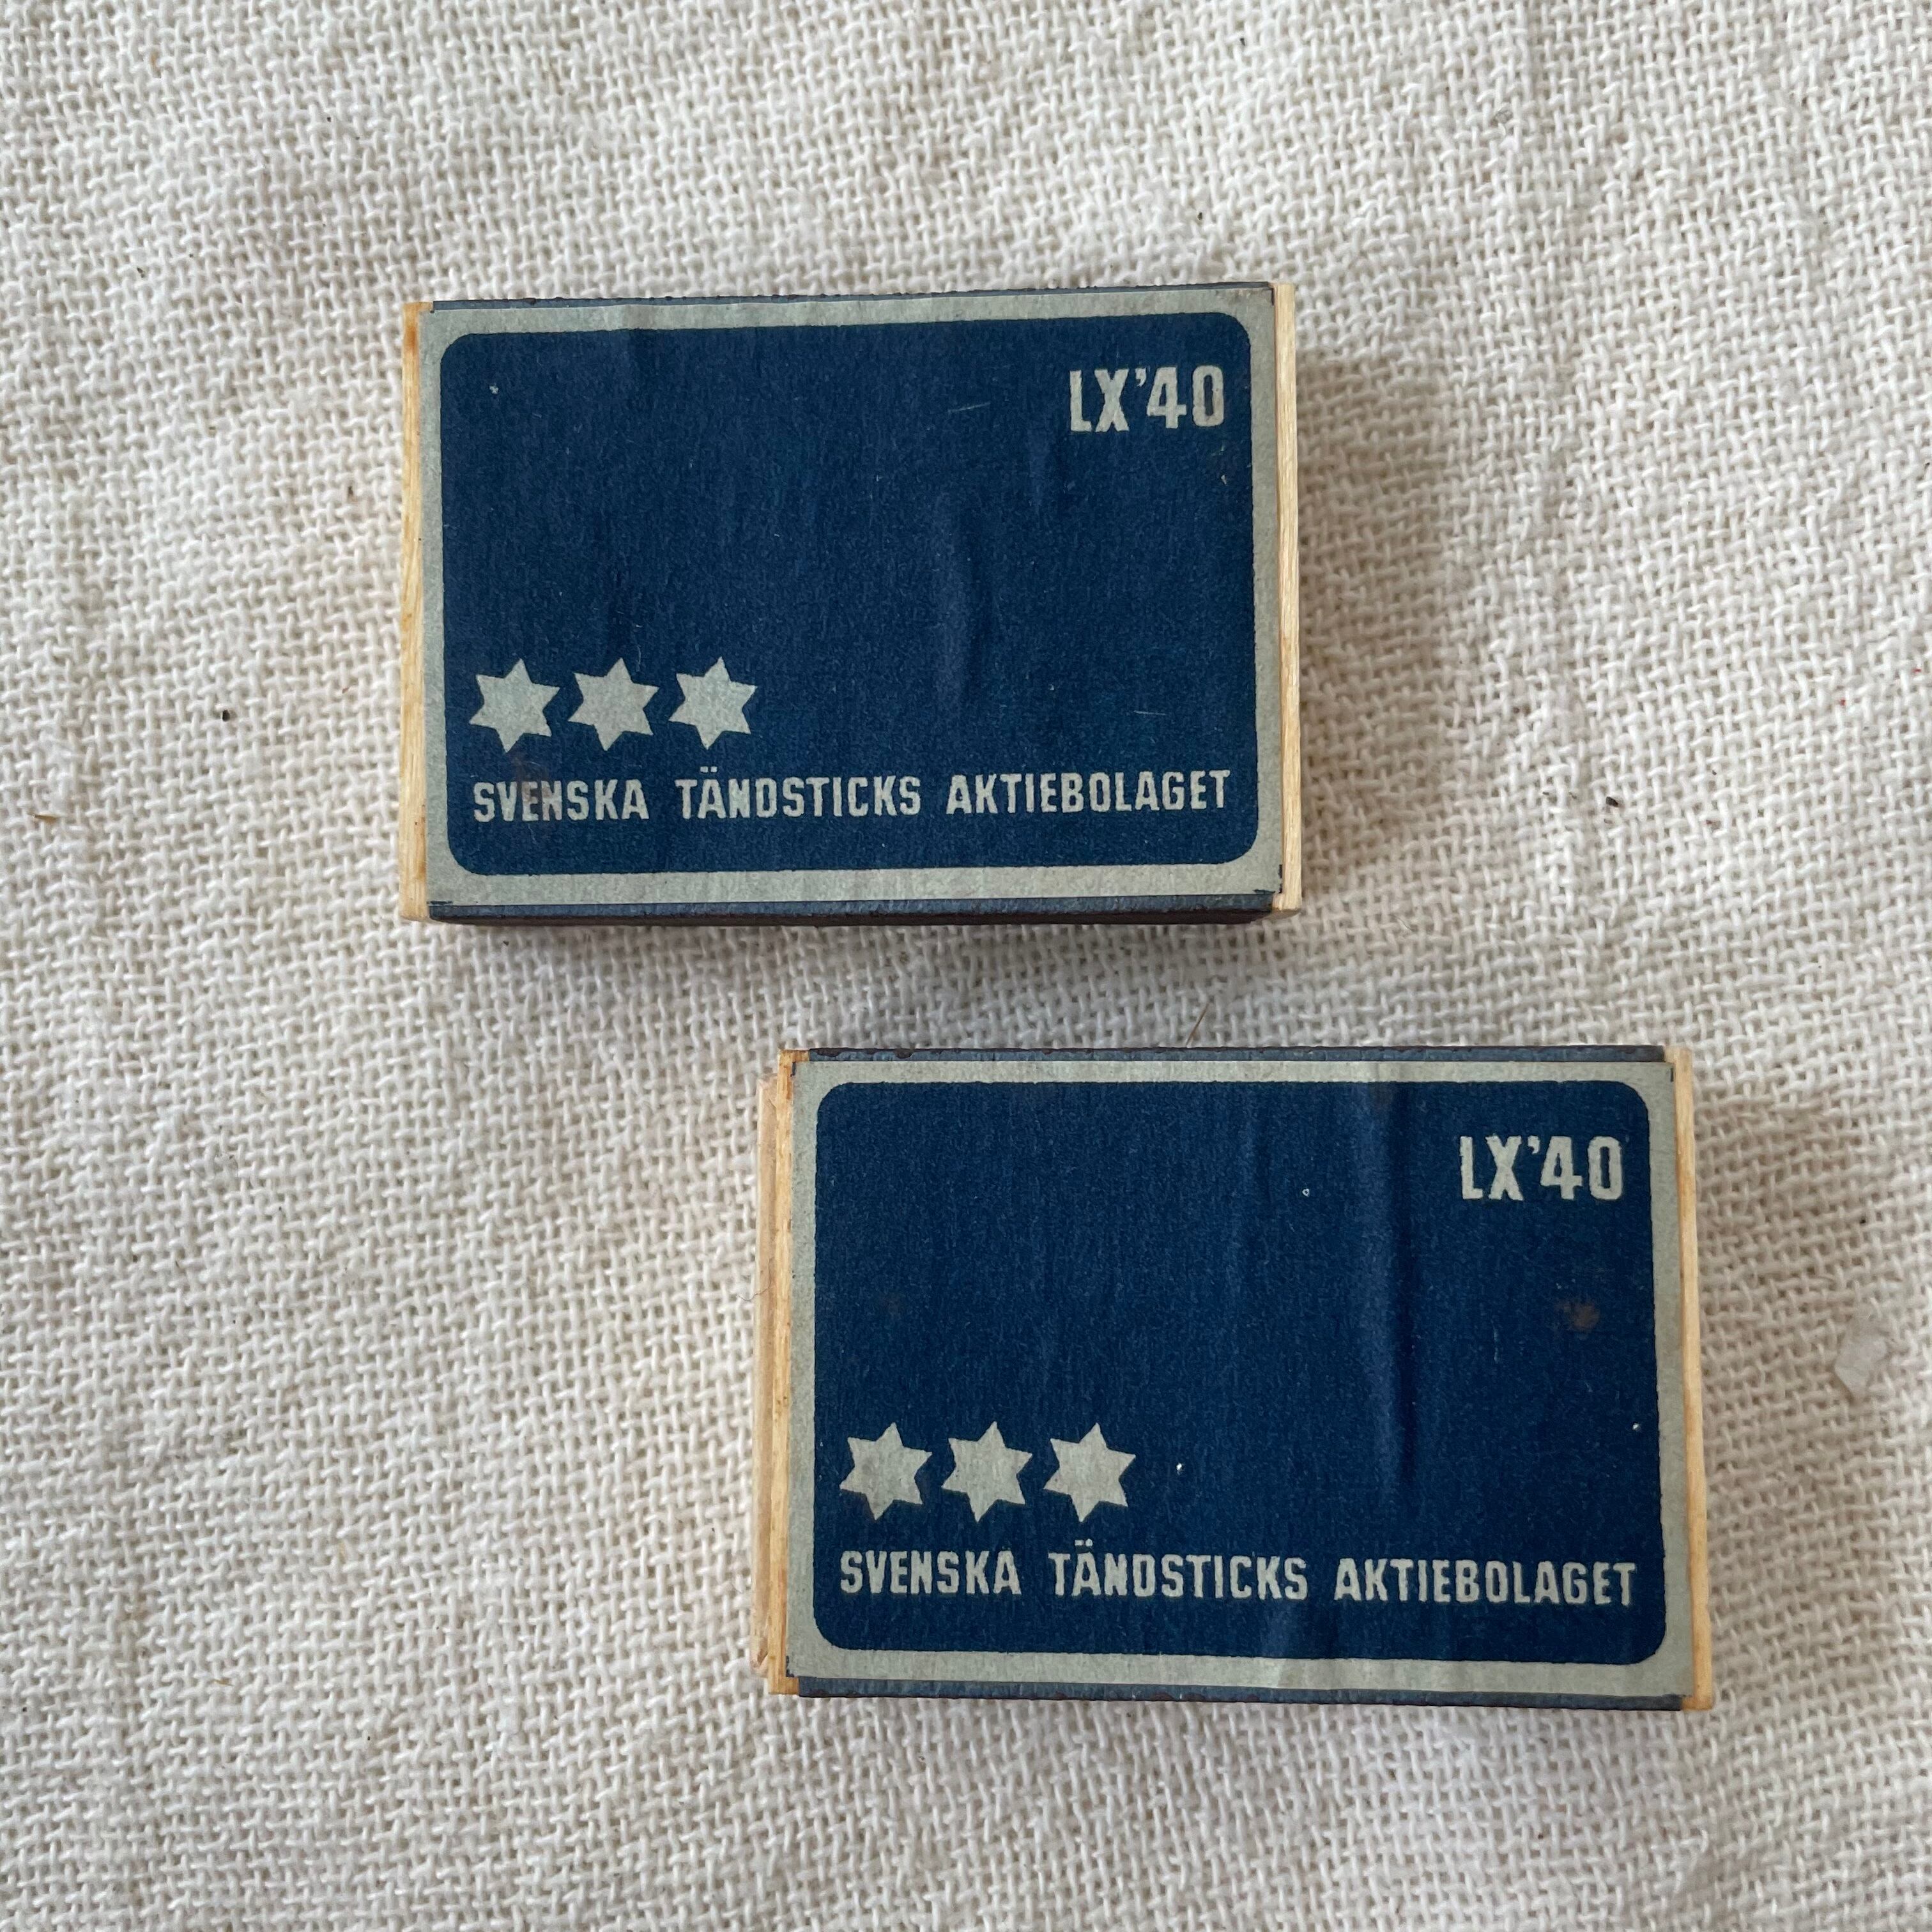 LX'40
SVENSKA TÄNDSTICKS AKTIEBOLAGET
LX'40
SVENSKA TÄNDSTICKS AKTIEBOLAGET